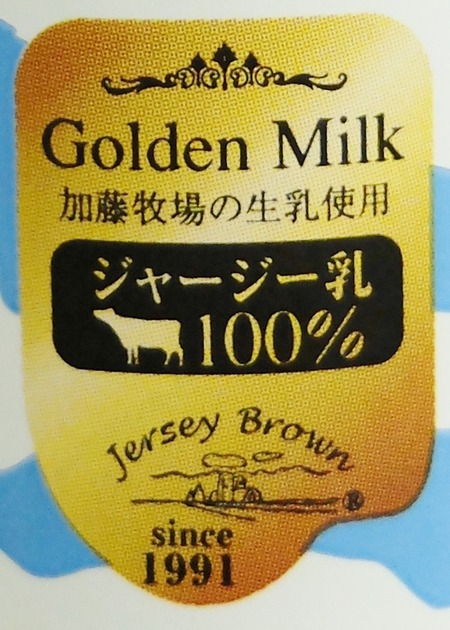 Golden Milk
加藤牧場の生乳使用
ジャージー乳
100%
Jersey Brown
®
since
1991